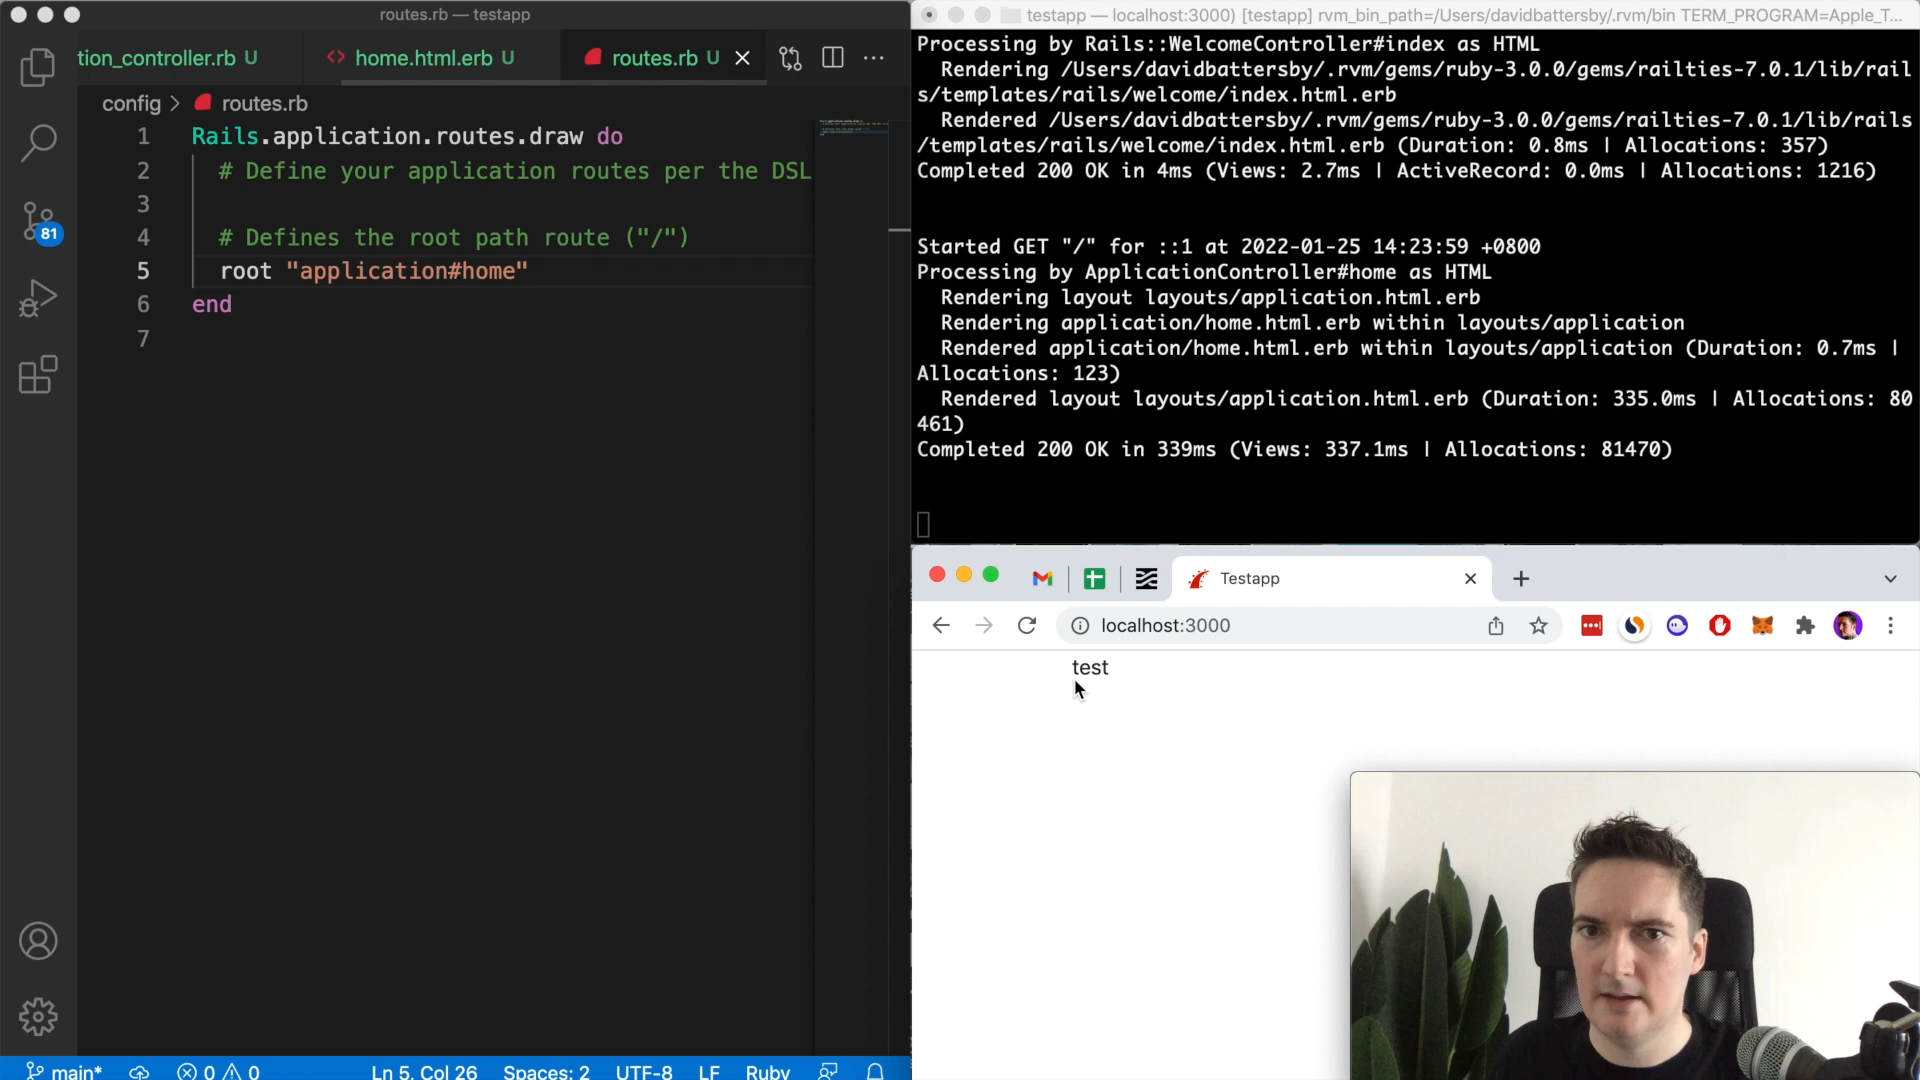 routes.rb — testapp
tion_controller.rb U
home.html.erb U
routes.rb U
config > routes.rb
1 Rails.application.routes.draw do
2 # Define your application routes per the DSL
3
4 # Defines the root path route ("/")
5 root "application#home"
6 end
7
81
main*
0 0
Ln 5, Col 26
Spaces: 2
UTF-8
LF
Ruby
testapp — localhost:3000) [testapp] rvm_bin_path=/Users/davidbattersby/.rvm/bin TERM_PROGRAM=Apple_T...
Processing by Rails::WelcomeController#index as HTML
Rendering /Users/davidbattersby/.rvm/gems/ruby-3.0.0/gems/railties-7.0.1/lib/rail
s/templates/rails/welcome/index.html.erb
Rendered /Users/davidbattersby/.rvm/gems/ruby-3.0.0/gems/railties-7.0.1/lib/rails
/templates/rails/welcome/index.html.erb (Duration: 0.8ms | Allocations: 357)
Completed 200 OK in 4ms (Views: 2.7ms | ActiveRecord: 0.0ms | Allocations: 1216)
Started GET "/" for ::1 at 2022-01-25 14:23:59 +0800
Processing by ApplicationController#home as HTML
Rendering layout layouts/application.html.erb
Rendering application/home.html.erb within layouts/application
Rendered application/home.html.erb within layouts/application (Duration: 0.7ms |
Allocations: 123)
Rendered layout layouts/application.html.erb (Duration: 335.0ms | Allocations: 80
461)
Completed 200 OK in 339ms (Views: 337.1ms | Allocations: 81470)
Testapp
localhost:3000
test